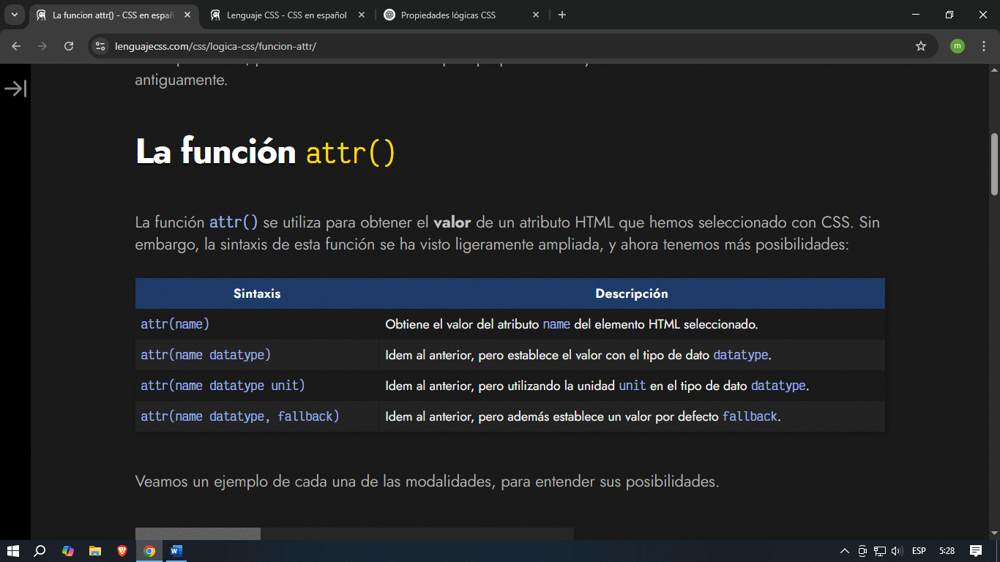 La funcion attr() - CSS en españ
Lenguaje CSS - CSS en español
Propiedades lógicas CSS
lenguajecss.com/css/logica-css/funcion-attr/
m
antiguamente.
La función attr()
La función attr() se utiliza para obtener el valor de un atributo HTML que hemos seleccionado con CSS. Sin
embargo, la sintaxis de esta función se ha visto ligeramente ampliada, y ahora tenemos más posibilidades:
Sintaxis Descripción
attr(name) Obtiene el valor del atributo name del elemento HTML seleccionado.
attr(name datatype) Idem al anterior, pero establece el valor con el tipo de dato datatype.
attr(name datatype unit) Idem al anterior, pero utilizando la unidad unit en el tipo de dato datatype.
attr(name datatype, fallback) Idem al anterior, pero además establece un valor por defecto fallback.
Veamos un ejemplo de cada una de las modalidades, para entender sus posibilidades.
W
ESP
5:28